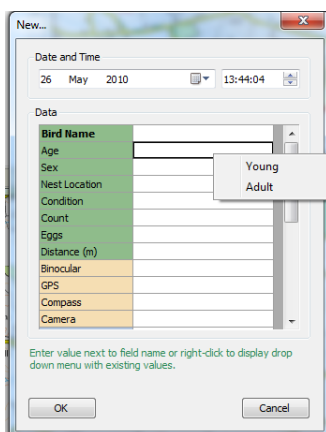 New...
Date and Time
26 May 2010 13:44:04
Data
Bird Name
Age
Sex
Young
Nest Location
Adult
Condition
Count
Eggs
Distance (m)
Binocular
GPS
Compass
Camera
Enter value next to field name or right-click to display drop
down menu with existing values.
OK Cancel